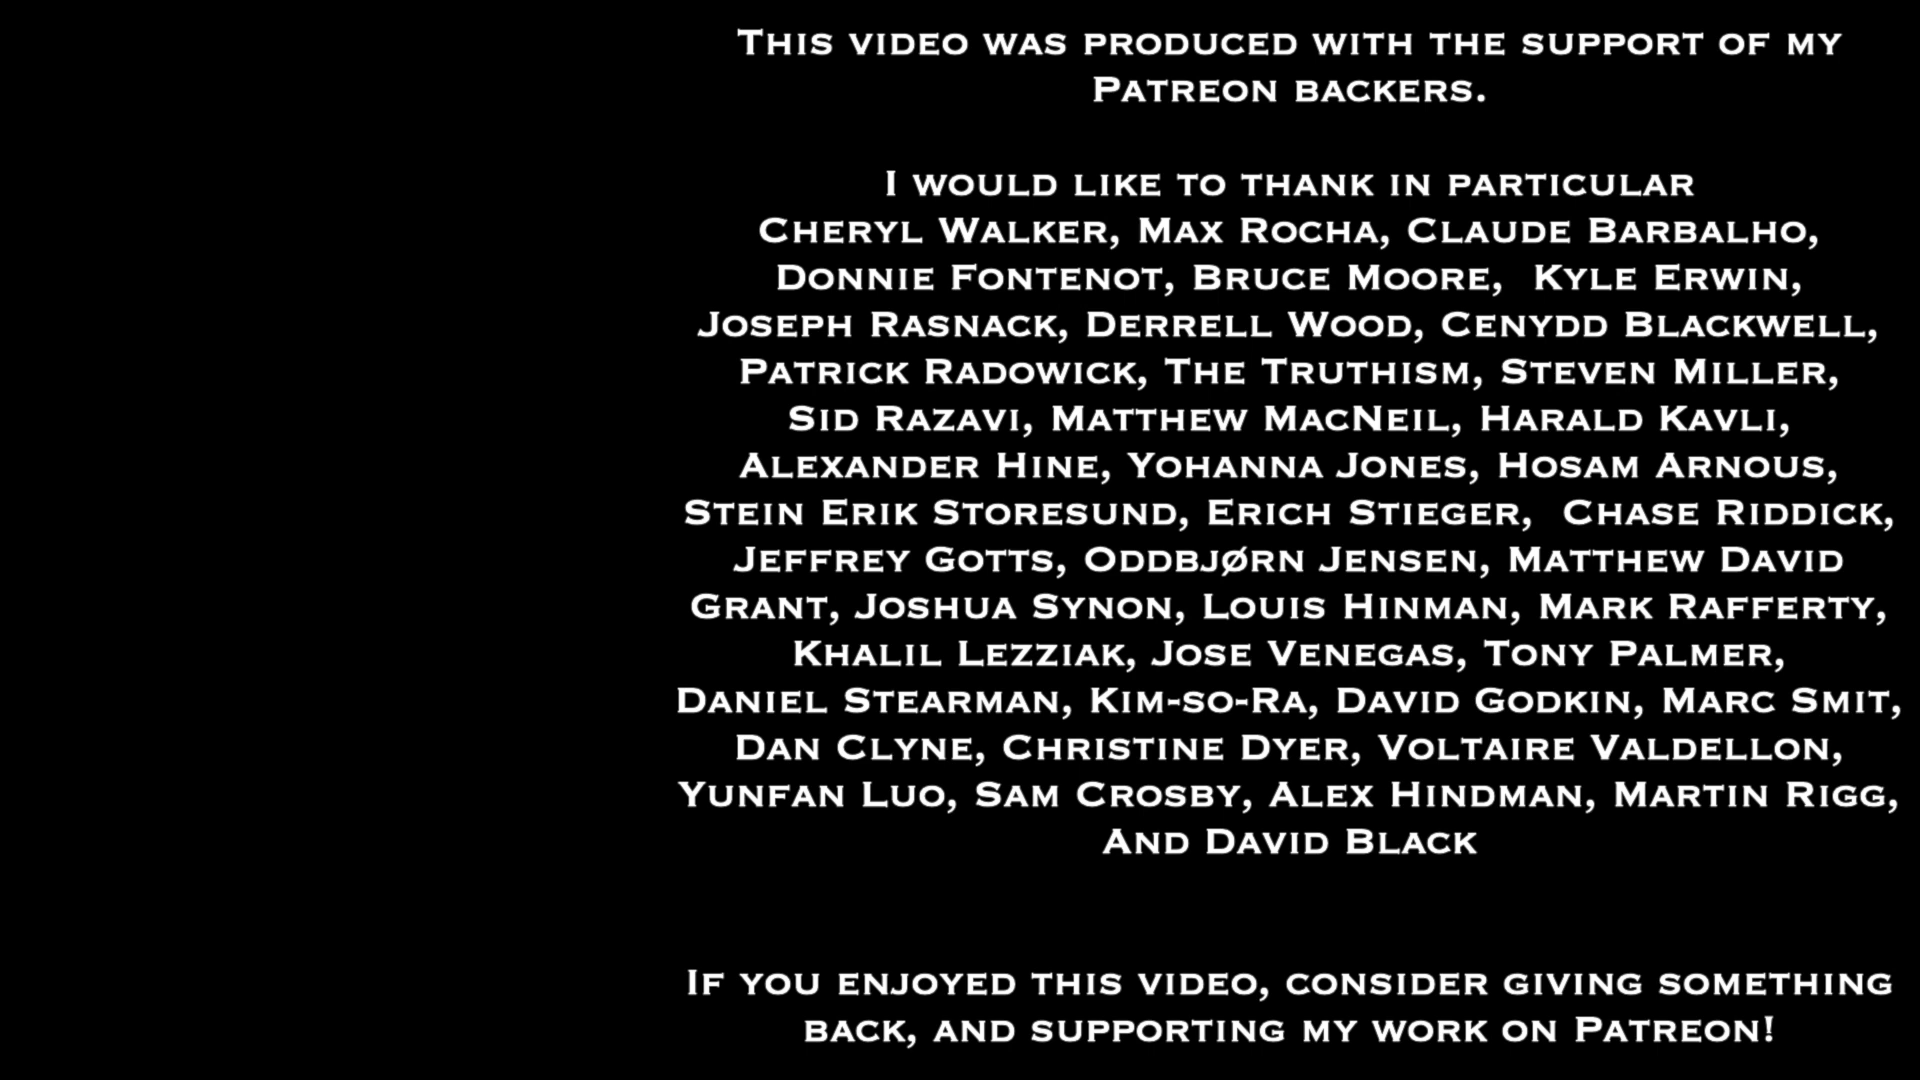 This video was produced with the support of my
Patreon backers.
I would like to thank in particular
Cheryl Walker, Max Rocha, Claude Barbalho,
Donnie Fontenot, Bruce Moore,  Kyle Erwin,
Joseph Rasnack, Derrell Wood, Cenydd Blackwell,
Patrick Radowick, The Truthism, Steven Miller,
Sid Razavi, Matthew MacNeil, Harald Kavli,
Alexander Hine, Yohanna Jones, Hosam Arnous,
Stein Erik Storesund, Erich Stieger,  Chase Riddick,
Jeffrey Gotts, Oddbjørn Jensen, Matthew David
Grant, Joshua Synon, Louis Hinman, Mark Rafferty,
Khalil Lezziak, Jose Venegas, Tony Palmer,
Daniel Stearman, Kim-so-Ra, David Godkin, Marc Smit,
Dan Clyne, Christine Dyer, Voltaire Valdellon,
Yunfan Luo, Sam Crosby, Alex Hindman, Martin Rigg,
And David Black
If you enjoyed this video, consider giving something
back, and supporting my work on Patreon!